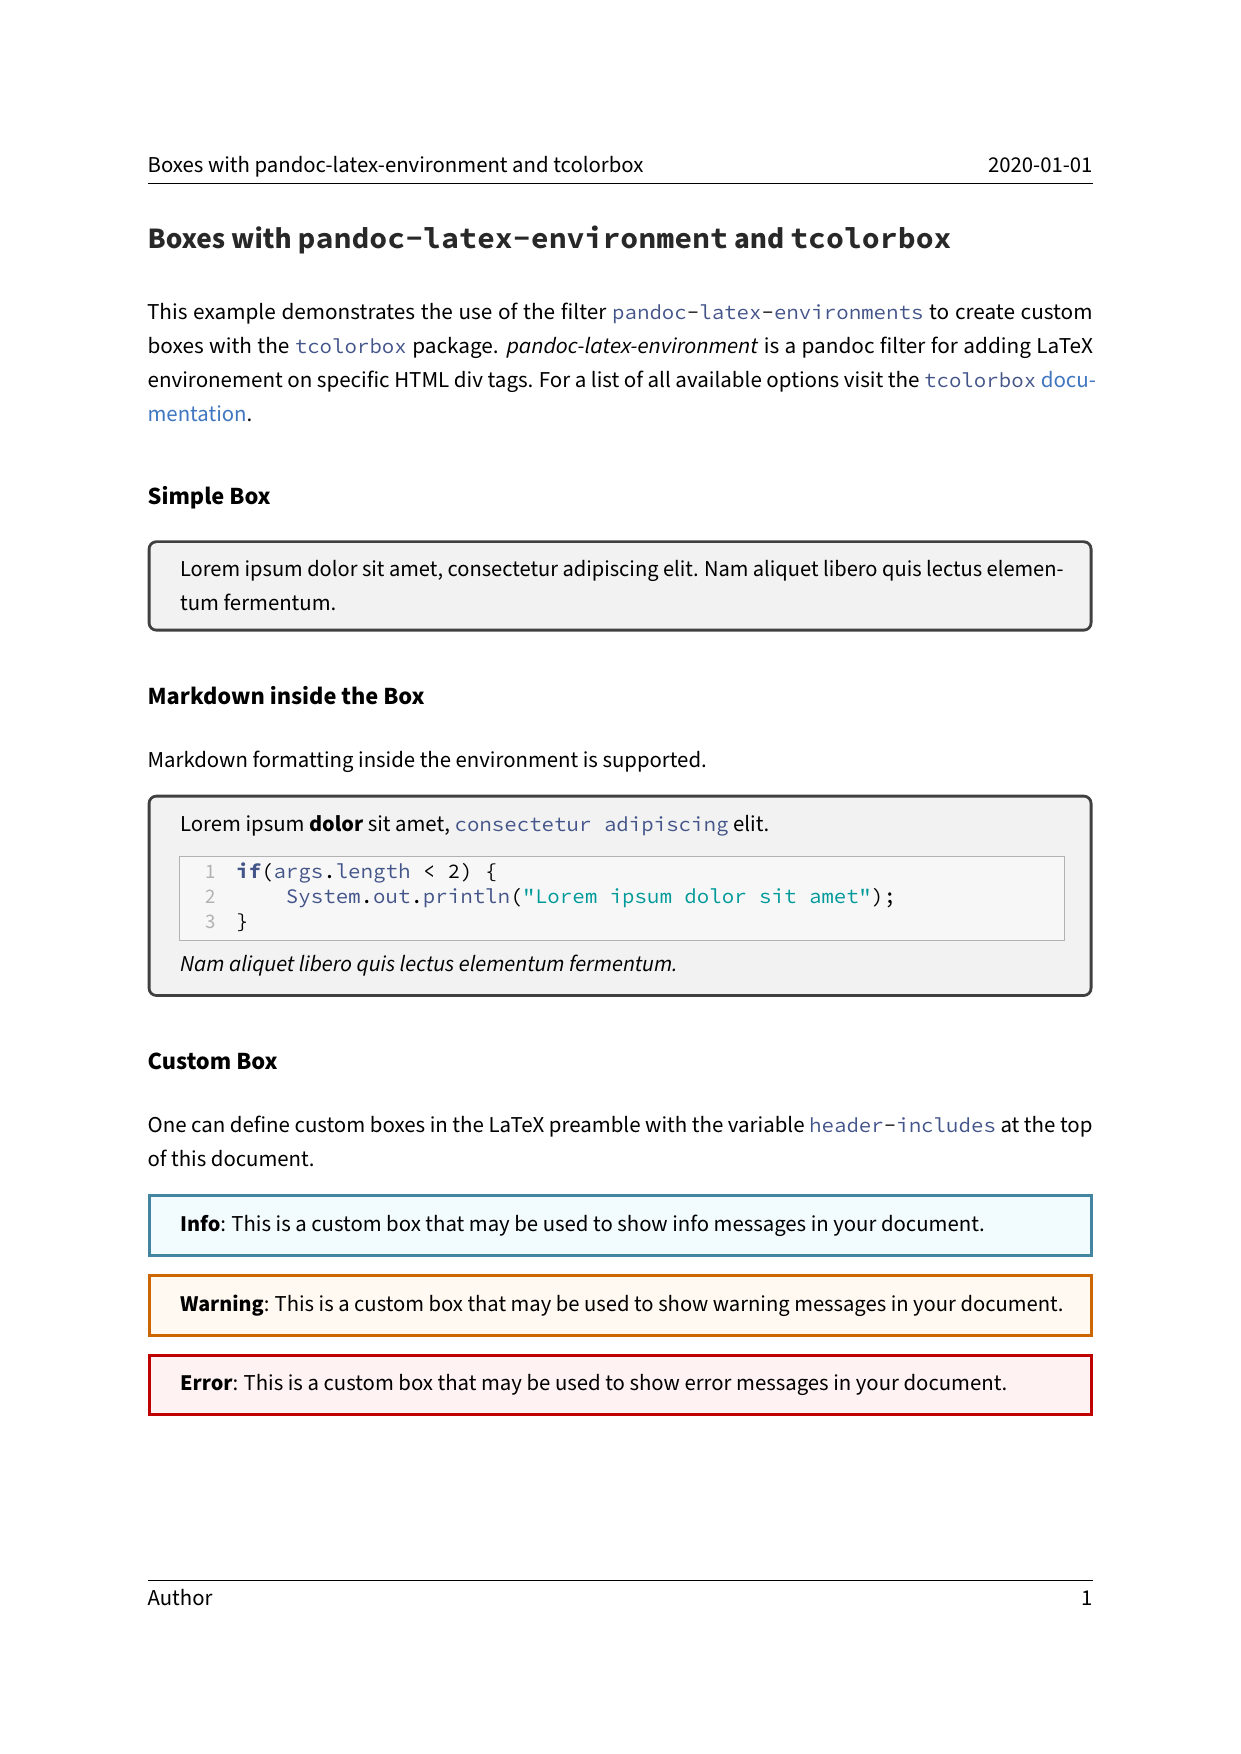 Boxes with pandoc-latex-environment and tcolorbox 2020-01-01
Boxes with pandoc-latex-environment and tcolorbox
This example demonstrates the use of the filter pandoc-latex-environments to create custom
boxes with the tcolorbox package. pandoc-latex-environment is a pandoc filter for adding LaTeX
environement on specific HTML div tags. For a list of all available options visit the tcolorbox docu-
mentation.
Simple Box
Lorem ipsum dolor sit amet, consectetur adipiscing elit. Nam aliquet libero quis lectus elemen-
tum fermentum.
Markdown inside the Box
Markdown formatting inside the environment is supported.
Lorem ipsum dolor sit amet, consectetur adipiscing elit.
1 if(args.length < 2) {
2     System.out.println("Lorem ipsum dolor sit amet");
3 }
Nam aliquet libero quis lectus elementum fermentum.
Custom Box
One can define custom boxes in the LaTeX preamble with the variable header-includes at the top
of this document.
Info: This is a custom box that may be used to show info messages in your document.
Warning: This is a custom box that may be used to show warning messages in your document.
Error: This is a custom box that may be used to show error messages in your document.
Author 1